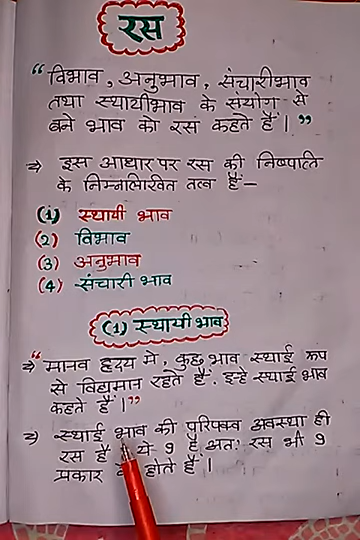 रस
“विभाव, अनुभाव, संचारीभाव
तथा स्थायीभाव के संयोग से
बने भाव को रस कहते हैं।”
⇒ इस आधार पर रस की निष्पति
के निम्नलिखित तत्व हैं–
(1) स्थायी भाव
(2) विभाव
(3) अनुभाव
(4) संचारी भाव
(1) स्थायी भाव
⇒“मानव हृदय मे, कुछ भाव स्थाई रूप
से विद्यमान रहते हैं. इन्हे स्थाई भाव
कहते हैं।”
⇒ स्थाई भाव की परिपक्व अवस्था ही
रस है ये 9 है अतः रस भी 9
प्रकार के होते हैं।